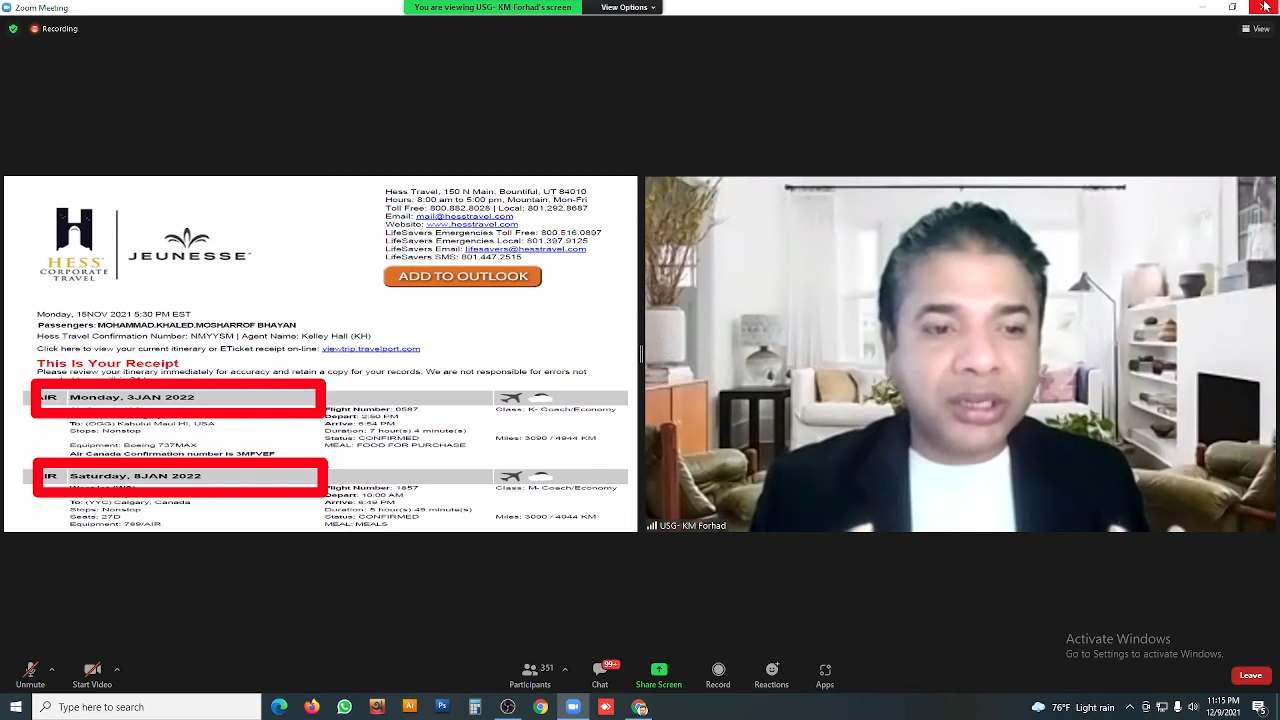 Zoom Meeting
You are viewing USG- KM Forhad's screen
View Options
Recording
View
HESS
CORPORATE
TRAVEL
JEUNESSE
Hess Travel, 150 N Main, Bountiful, UT 84010
Hours: 8:00 am to 5:00 pm, Mountain, Mon-Fri
Toll Free: 800.882.8028 | Local: 801.292.8687
Email: mail@hesstravel.com
Website: www.hesstravel.com
LifeSavers Emergencies Toll Free: 800.516.0897
LifeSavers Emergencies Local: 801.397.9125
LifeSavers Email: lifesavers@hesstravel.com
LifeSavers SMS: 801.447.2515
ADD TO OUTLOOK
Monday, 15NOV 2021 5:30 PM EST
Passengers: MOHAMMAD.KHALED.MOSHARROF BHAYAN
Hess Travel Confirmation Number: NMYYSM | Agent Name: Kelley Hall (KH)
Click here to view your current itinerary or ETicket receipt on-line: viewtrip.travelport.com
This Is Your Receipt
Please review your itinerary immediately for accuracy and retain a copy for your records. We are not responsible for errors not
AIR Monday, 3JAN 2022
Flight Number: 0587 Class: K- Coach/Economy
Depart: 2:50 PM
To: (OGG) Kahului Maui HI, USA Arrive: 6:54 PM
Stops: Nonstop Duration: 7 hour(s) 4 minute(s)
Status: CONFIRMED Miles: 3090 / 4944 KM
Equipment: Boeing 737MAX MEAL: FOOD FOR PURCHASE
Air Canada Confirmation number is 3MFVEF
IR Saturday, 8JAN 2022
Flight Number: 1857 Class: M- Coach/Economy
Depart: 10:00 AM
To: (YYC) Calgary, Canada Arrive: 6:49 PM
Stops: Nonstop Duration: 5 hour(s) 49 minute(s)
Seats: 27D Status: CONFIRMED Miles: 3090 / 4944 KM
Equipment: 789/AIR MEAL: MEALS
USG- KM Forhad
Activate Windows
Go to Settings to activate Windows.
351
99+
Unmute Start Video Participants Chat Share Screen Record Reactions Apps Leave
Type here to search
Ai
Ps
76°F Light rain
11:15 PM
12/9/2021